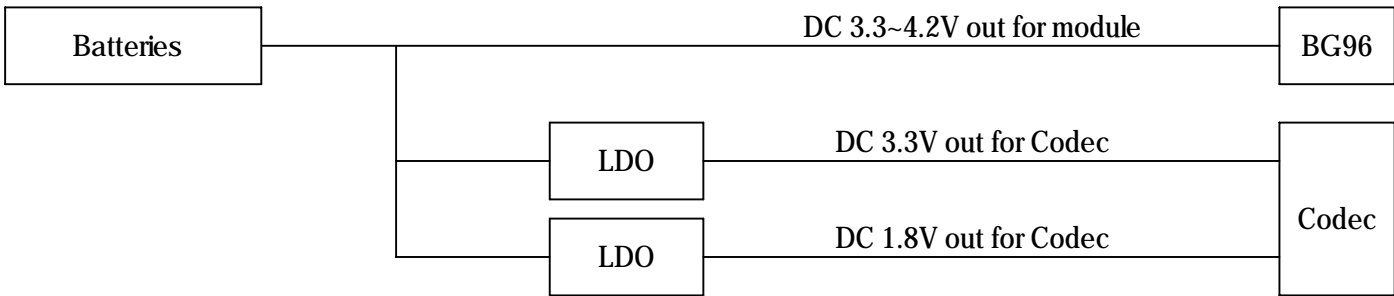 Batteries
DC 3.3~4.2V out for module
BG96
LDO
DC 3.3V out for Codec
Codec
LDO
DC 1.8V out for Codec